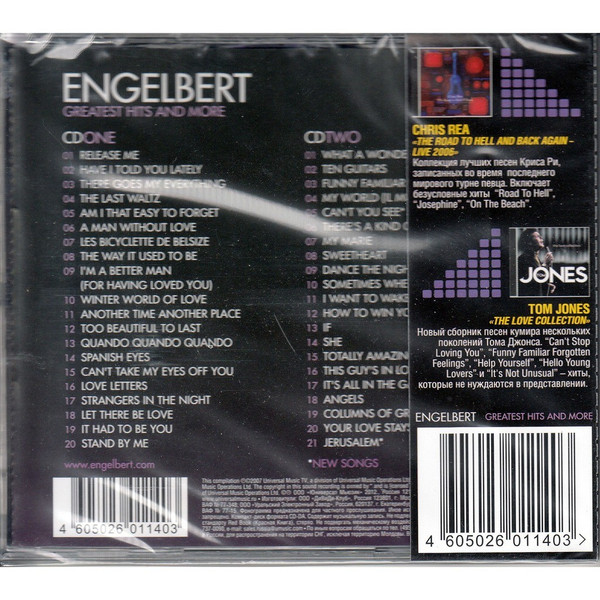 ENGELBERT
GREATEST HITS AND MORE
CDONE
01 RELEASE ME
02 HAVE I TOLD YOU LATELY
03 THERE GOES MY EVERYTHING
04 THE LAST WALTZ
05 AM I THAT EASY TO FORGET
06 A MAN WITHOUT LOVE
07 LES BICYCLETTE DE BELSIZE
08 THE WAY IT USED TO BE
09 I'M A BETTER MAN
(FOR HAVING LOVED YOU)
10 WINTER WORLD OF LOVE
11 ANOTHER TIME ANOTHER PLACE
12 TOO BEAUTIFUL TO LAST
13 QUANDO QUANDO QUANDO
14 SPANISH EYES
15 CAN'T TAKE MY EYES OFF YOU
16 LOVE LETTERS
17 STRANGERS IN THE NIGHT
18 LET THERE BE LOVE
19 IT HAD TO BE YOU
20 STAND BY ME
www.engelbert.com
CDTWO
01 WHAT A WONDE
02 TEN GUITARS
03 FUNNY FAMILIAR
04 MY WORLD (IL M
05 CAN'T YOU SEE*
06 THERE'S A KIND O
07 MY MARIE
08 SWEETHEART
09 DANCE THE NIGH
10 SOMETIMES WHE
11 I WANT TO WAKE
12 HOW TO WIN YO
13 IF
14 SHE
15 TOTALLY AMAZIN
16 THIS GUY'S IN LO
17 IT'S ALL IN THE GA
18 ANGELS
19 COLUMNS OF GR
20 YOUR LOVE STAY
21 JERUSALEM*
*NEW SONGS
4 605026 011403
CHRIS REA
«THE ROAD TO HELL AND BACK AGAIN –
LIVE 2006»
Коллекция лучших песен Криса Ри,
записанных во время последнего
мирового турне певца. Включает
безусловные хиты "Road To Hell",
"Josephine", "On The Beach".
JONES
TOM JONES
«THE LOVE COLLECTION»
Новый сборник песен кумира нескольких
поколений Тома Джонса. "Can't Stop
Loving You", "Funny Familiar Forgotten
Feelings", "Help Yourself", "Hello Young
Lovers" и "It's Not Unusual" – хиты,
которые не нуждаются в представлении.
ENGELBERT GREATEST HITS AND MORE
4 605026 011403